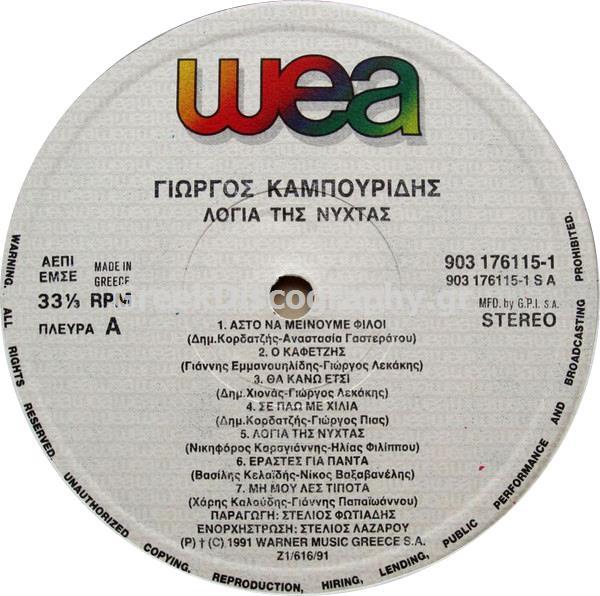 wea
ΓΙΩΡΓΟΣ ΚΑΜΠΟΥΡΙΔΗΣ
ΛΟΓΙΑ ΤΗΣ ΝΥΧΤΑΣ
ΑΕΠΙ
ΕΜΣΕ
MADE IN
GREECE
33⅓ RPM
ΠΛΕΥΡΑ Α
903 176115-1
903 176115-1 S A
MFD. by G.P.I. S.A.
STEREO
GreekDiscography.gr
1. ΑΣΤΟ ΝΑ ΜΕΙΝΟΥΜΕ ΦΙΛΟΙ
(Δημ.Κορδατζής-Αναστασία Γαστεράτου)
2. Ο ΚΑΦΕΤΖΗΣ
(Γιάννης Εμμανουηλίδης-Γιώργος Λεκάκης)
3. ΘΑ ΚΑΝΩ ΕΤΣΙ
(Δημ.Χιονάς-Γιώργος Λεκάκης)
4. ΣΕ ΠΑΩ ΜΕ ΧΙΛΙΑ
(Δημ.Κορδατζής-Γιώργος Πιας)
5. ΛΟΓΙΑ ΤΗΣ ΝΥΧΤΑΣ
(Νικηφόρος Καραγιάννης-Ηλίας Φιλίππου)
6. ΕΡΑΣΤΕΣ ΓΙΑ ΠΑΝΤΑ
(Βασίλης Κελαϊδής-Νίκος Βαξαβανέλης)
7. ΜΗ ΜΟΥ ΛΕΣ ΤΙΠΟΤΑ
(Χάρης Καλούδης-Γιάννης Παπαϊωάννου)
ΠΑΡΑΓΩΓΗ: ΣΤΕΛΙΟΣ ΦΩΤΙΑΔΗΣ
ΕΝΟΡΧΗΣΤΡΩΣΗ: ΣΤΕΛΙΟΣ ΛΑΖΑΡΟΥ
(P) † (C) 1991 WARNER MUSIC GREECE S.A.
Z1/616/91
WARNING. ALL RIGHTS RESERVED. UNAUTHORIZED COPYING, REPRODUCTION, HIRING, LENDING, PUBLIC PERFORMANCE AND BROADCASTING PROHIBITED.